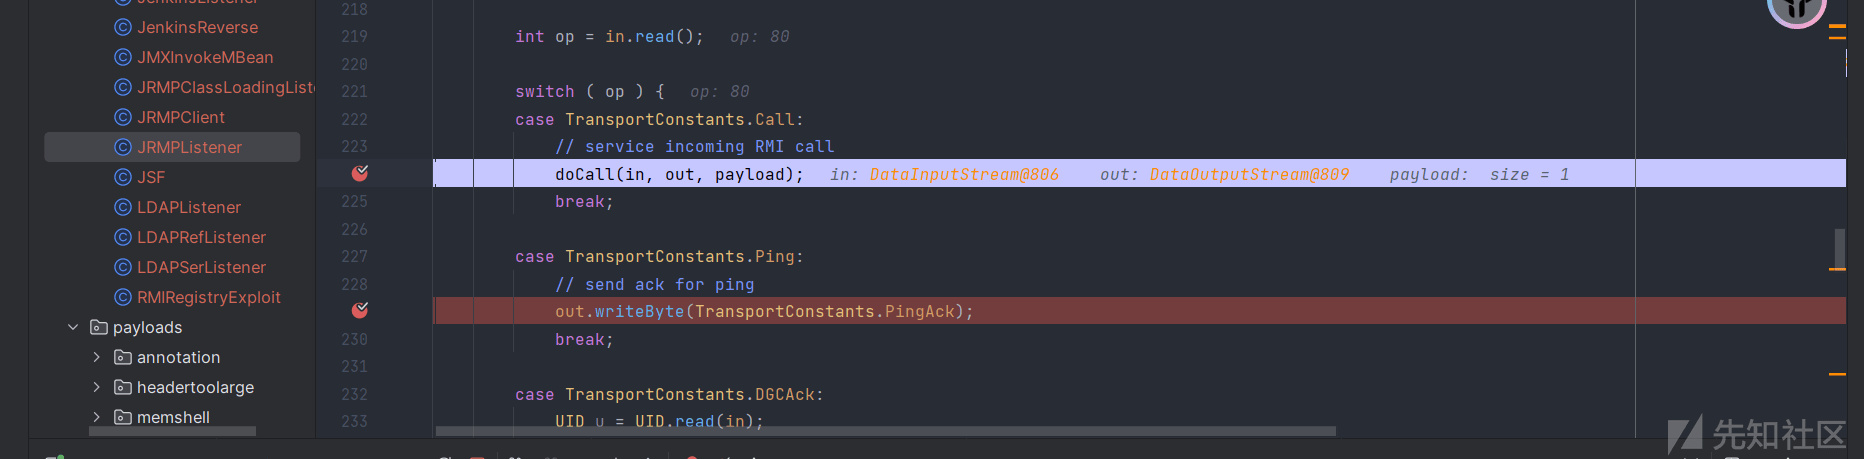 JenkinsListener
JenkinsReverse
JMXInvokeMBean
JRMPClassLoadingListe
JRMPClient
JRMPListener
JSF
LDAPListener
LDAPRefListener
LDAPSerListener
RMIRegistryExploit
payloads
annotation
headertoolarge
memshell
218
219 int op = in.read(); op: 80
220
221 switch ( op ) { op: 80
222 case TransportConstants.Call:
223 // service incoming RMI call
doCall(in, out, payload); in: DataInputStream@806 out: DataOutputStream@809 payload: size = 1
225 break;
226
227 case TransportConstants.Ping:
228 // send ack for ping
out.writeByte(TransportConstants.PingAck);
230 break;
231
232 case TransportConstants.DGCAck:
233 UID u = UID.read(in);
先知社区